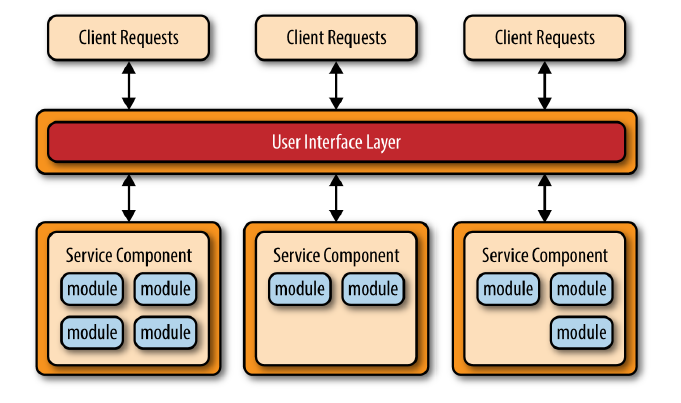 Client Requests
Client Requests
Client Requests
User Interface Layer
Service Component
module module
module module
Service Component
module module
Service Component
module module
module